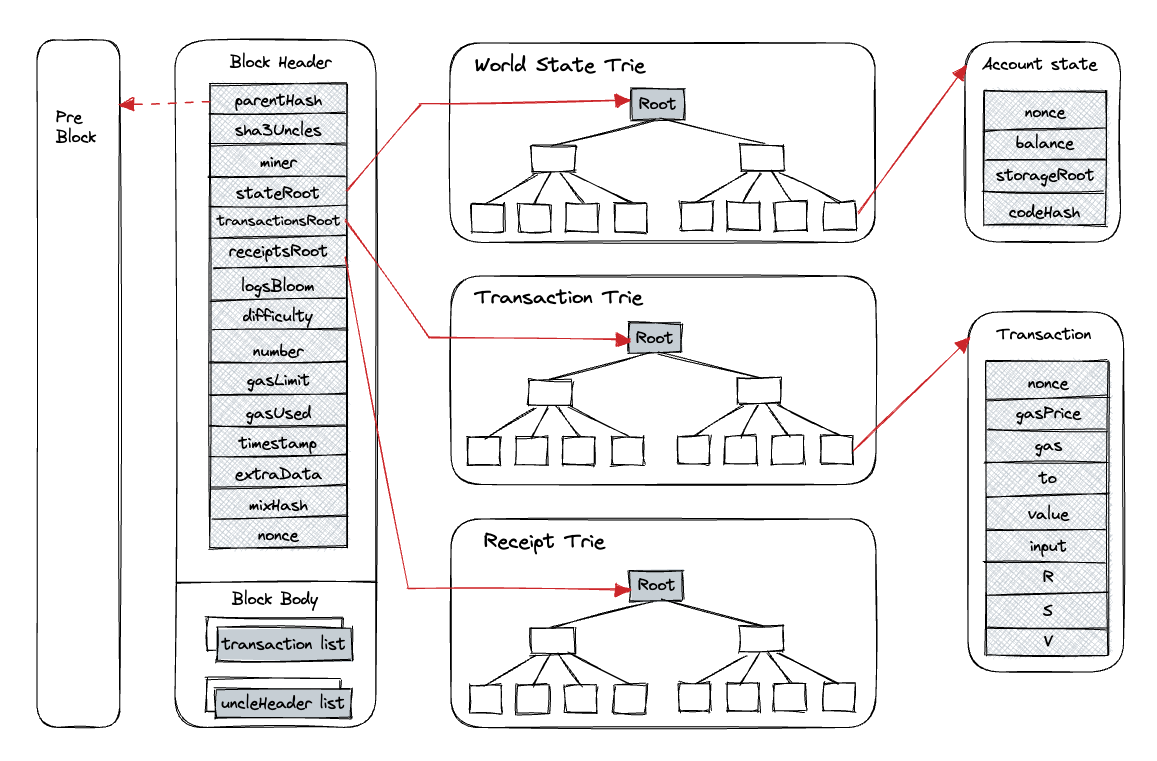 Pre
Block
Block Header
parentHash
sha3Uncles
miner
stateRoot
transactionsRoot
receiptsRoot
logsBloom
difficulty
number
gasLimit
gasUsed
timestamp
extraData
mixHash
nonce
Block Body
transaction list
uncleHeader list
World State Trie
Root
Transaction Trie
Root
Receipt Trie
Root
Account state
nonce
balance
storageRoot
codeHash
Transaction
nonce
gasPrice
gas
to
value
input
R
S
V